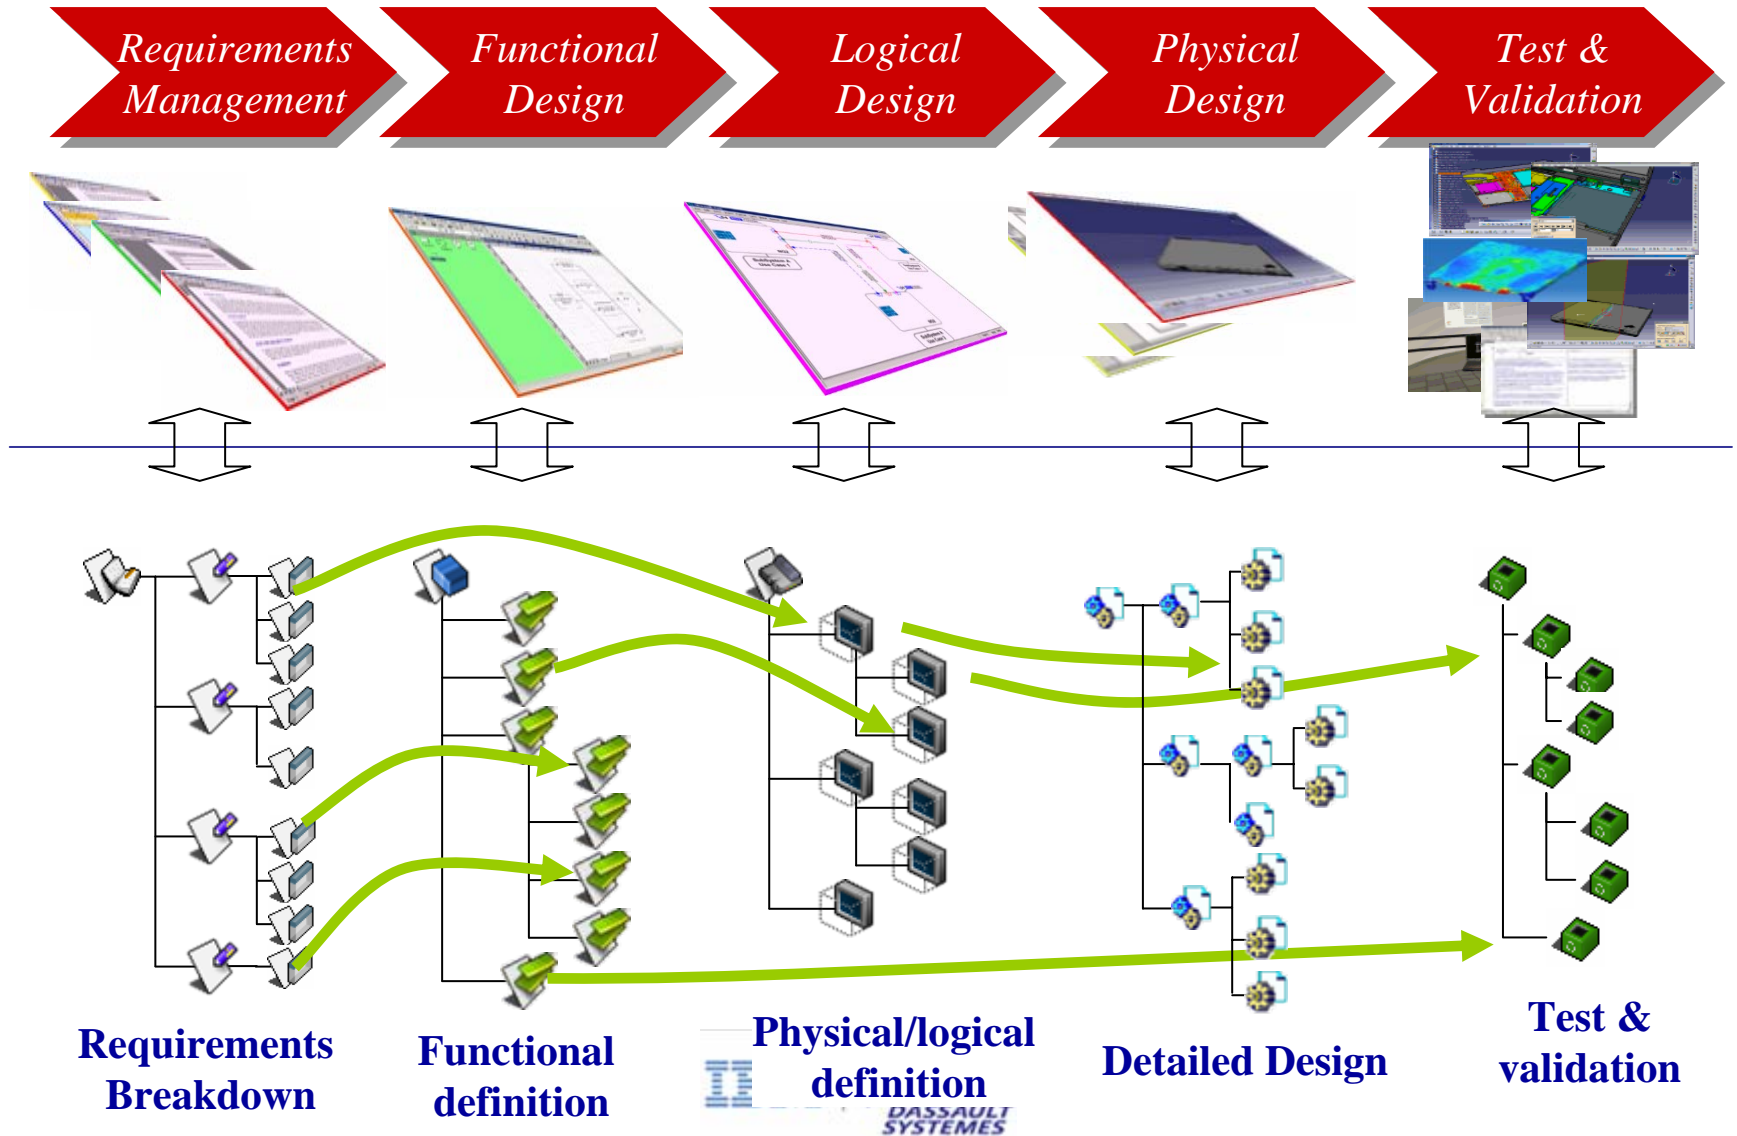 Requirements
Management
Functional
Design
Logical
Design
Physical
Design
Test &
Validation
Requirements
Breakdown
Functional
definition
Physical/logical
definition
Detailed Design
Test &
validation
DASSAULT
SYSTEMES